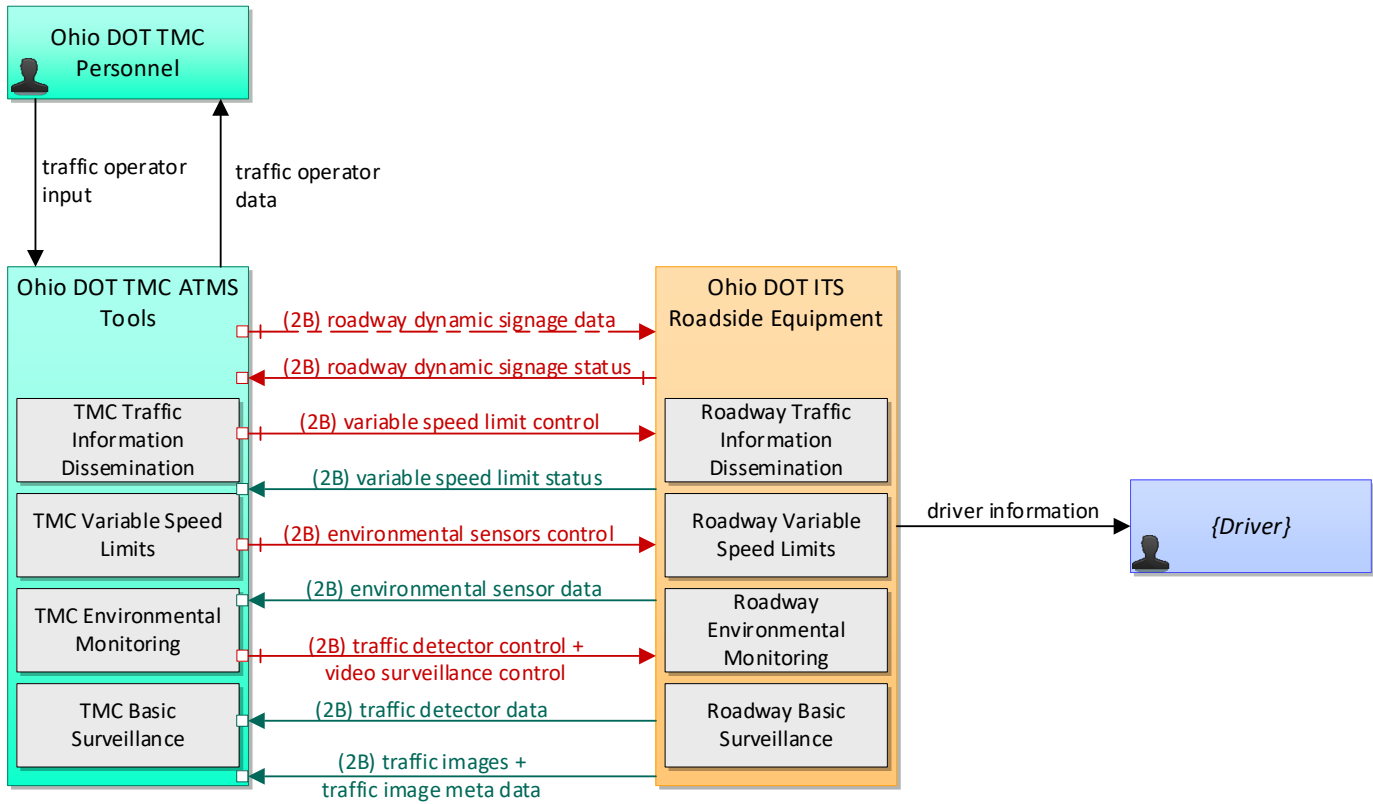 Ohio DOT TMC
Personnel
traffic operator
input
traffic operator
data
Ohio DOT TMC ATMS
Tools
Ohio DOT ITS
Roadside Equipment
(2B) roadway dynamic signage data
(2B) roadway dynamic signage status
TMC Traffic
Information
Dissemination
(2B) variable speed limit control
Roadway Traffic
Information
Dissemination
(2B) variable speed limit status
TMC Variable Speed
Limits
(2B) environmental sensors control
Roadway Variable
Speed Limits
driver information
{Driver}
(2B) environmental sensor data
TMC Environmental
Monitoring
Roadway
Environmental
Monitoring
(2B) traffic detector control +
video surveillance control
TMC Basic
Surveillance
(2B) traffic detector data
Roadway Basic
Surveillance
(2B) traffic images +
traffic image meta data